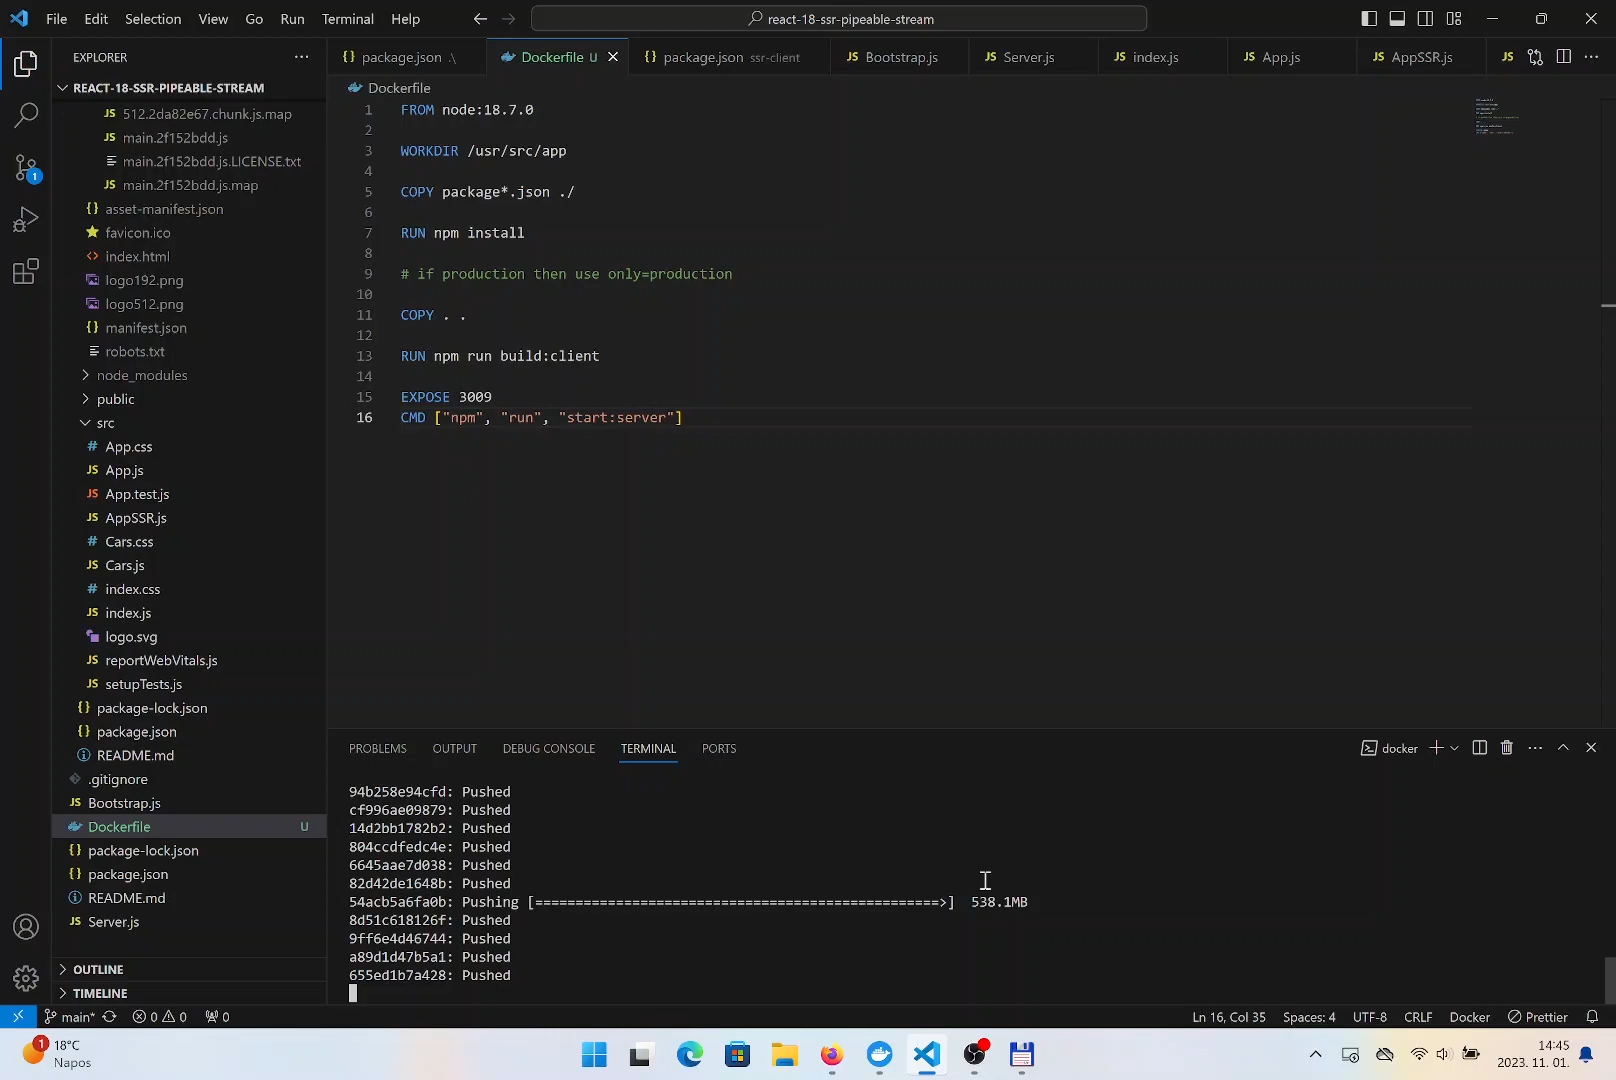 File Edit Selection View Go Run Terminal Help
react-18-ssr-pipeable-stream
EXPLORER
package.json .\
Dockerfile U
package.json ssr-client
Bootstrap.js
Server.js
index.js
App.js
AppSSR.js
JS
REACT-18-SSR-PIPEABLE-STREAM
512.2da82e67.chunk.js.map
main.2f152bdd.js
main.2f152bdd.js.LICENSE.txt
main.2f152bdd.js.map
asset-manifest.json
favicon.ico
index.html
logo192.png
logo512.png
manifest.json
robots.txt
node_modules
public
src
App.css
App.js
App.test.js
AppSSR.js
Cars.css
Cars.js
index.css
index.js
logo.svg
reportWebVitals.js
setupTests.js
package-lock.json
package.json
README.md
.gitignore
Bootstrap.js
Dockerfile U
package-lock.json
package.json
README.md
Server.js
OUTLINE
TIMELINE
Dockerfile
1 FROM node:18.7.0
2
3 WORKDIR /usr/src/app
4
5 COPY package*.json ./
6
7 RUN npm install
8
9 # if production then use only=production
10
11 COPY . .
12
13 RUN npm run build:client
14
15 EXPOSE 3009
16 CMD ["npm", "run", "start:server"]
PROBLEMS OUTPUT DEBUG CONSOLE TERMINAL PORTS
docker
94b258e94cfd: Pushed
cf996ae09879: Pushed
14d2bb1782b2: Pushed
804ccdfedc4e: Pushed
6645aae7d038: Pushed
82d42de1648b: Pushed
54acb5a6fa0b: Pushing [=================================================>] 538.1MB
8d51c618126f: Pushed
9ff6e4d46744: Pushed
a89d1d47b5a1: Pushed
655ed1b7a428: Pushed
main* 0 0 0
Ln 16, Col 35 Spaces: 4 UTF-8 CRLF Docker Prettier
1
18°C
Napos
14:45
2023. 11. 01.